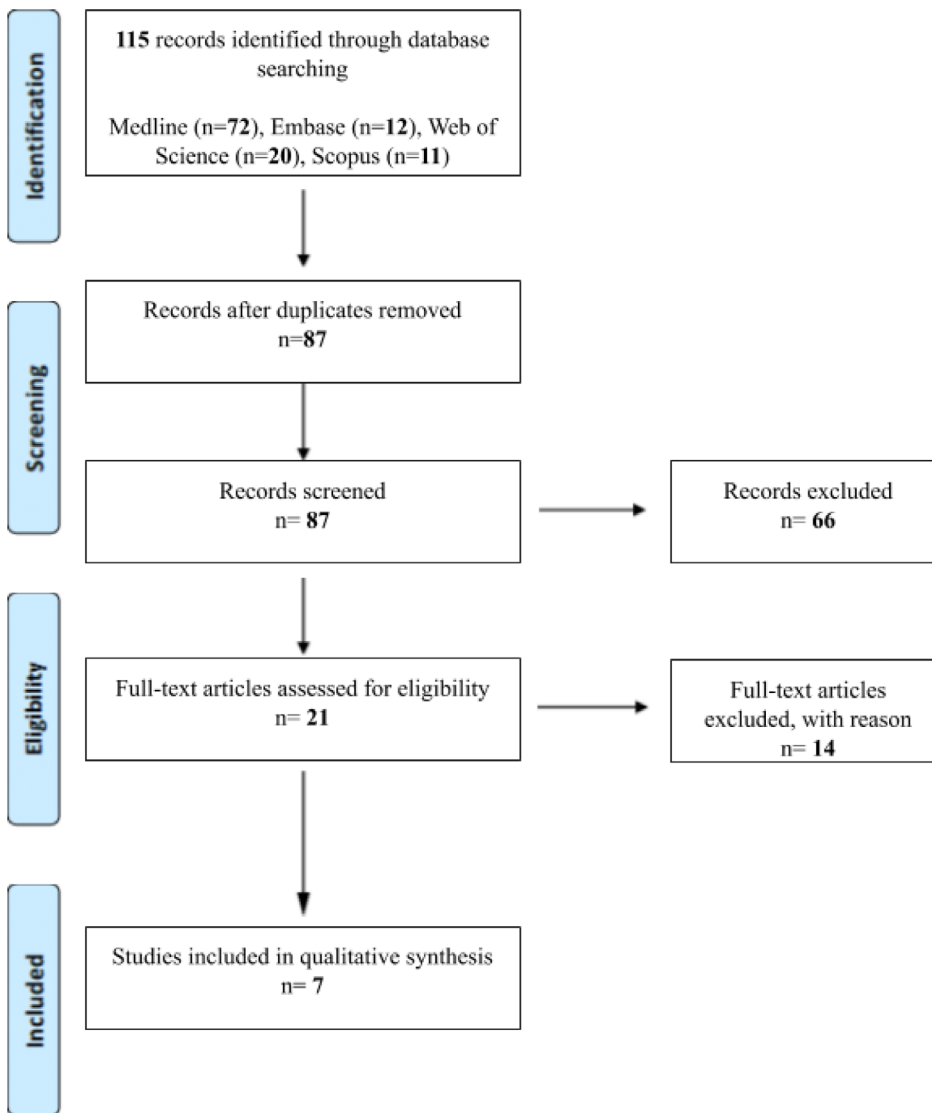 Identification
115 records identified through database
searching
Medline (n=72), Embase (n=12), Web of
Science (n=20), Scopus (n=11)
Screening
Records after duplicates removed
n=87
Records screened
n= 87
Records excluded
n= 66
Eligibility
Full-text articles assessed for eligibility
n= 21
Full-text articles
excluded, with reason
n= 14
Included
Studies included in qualitative synthesis
n= 7